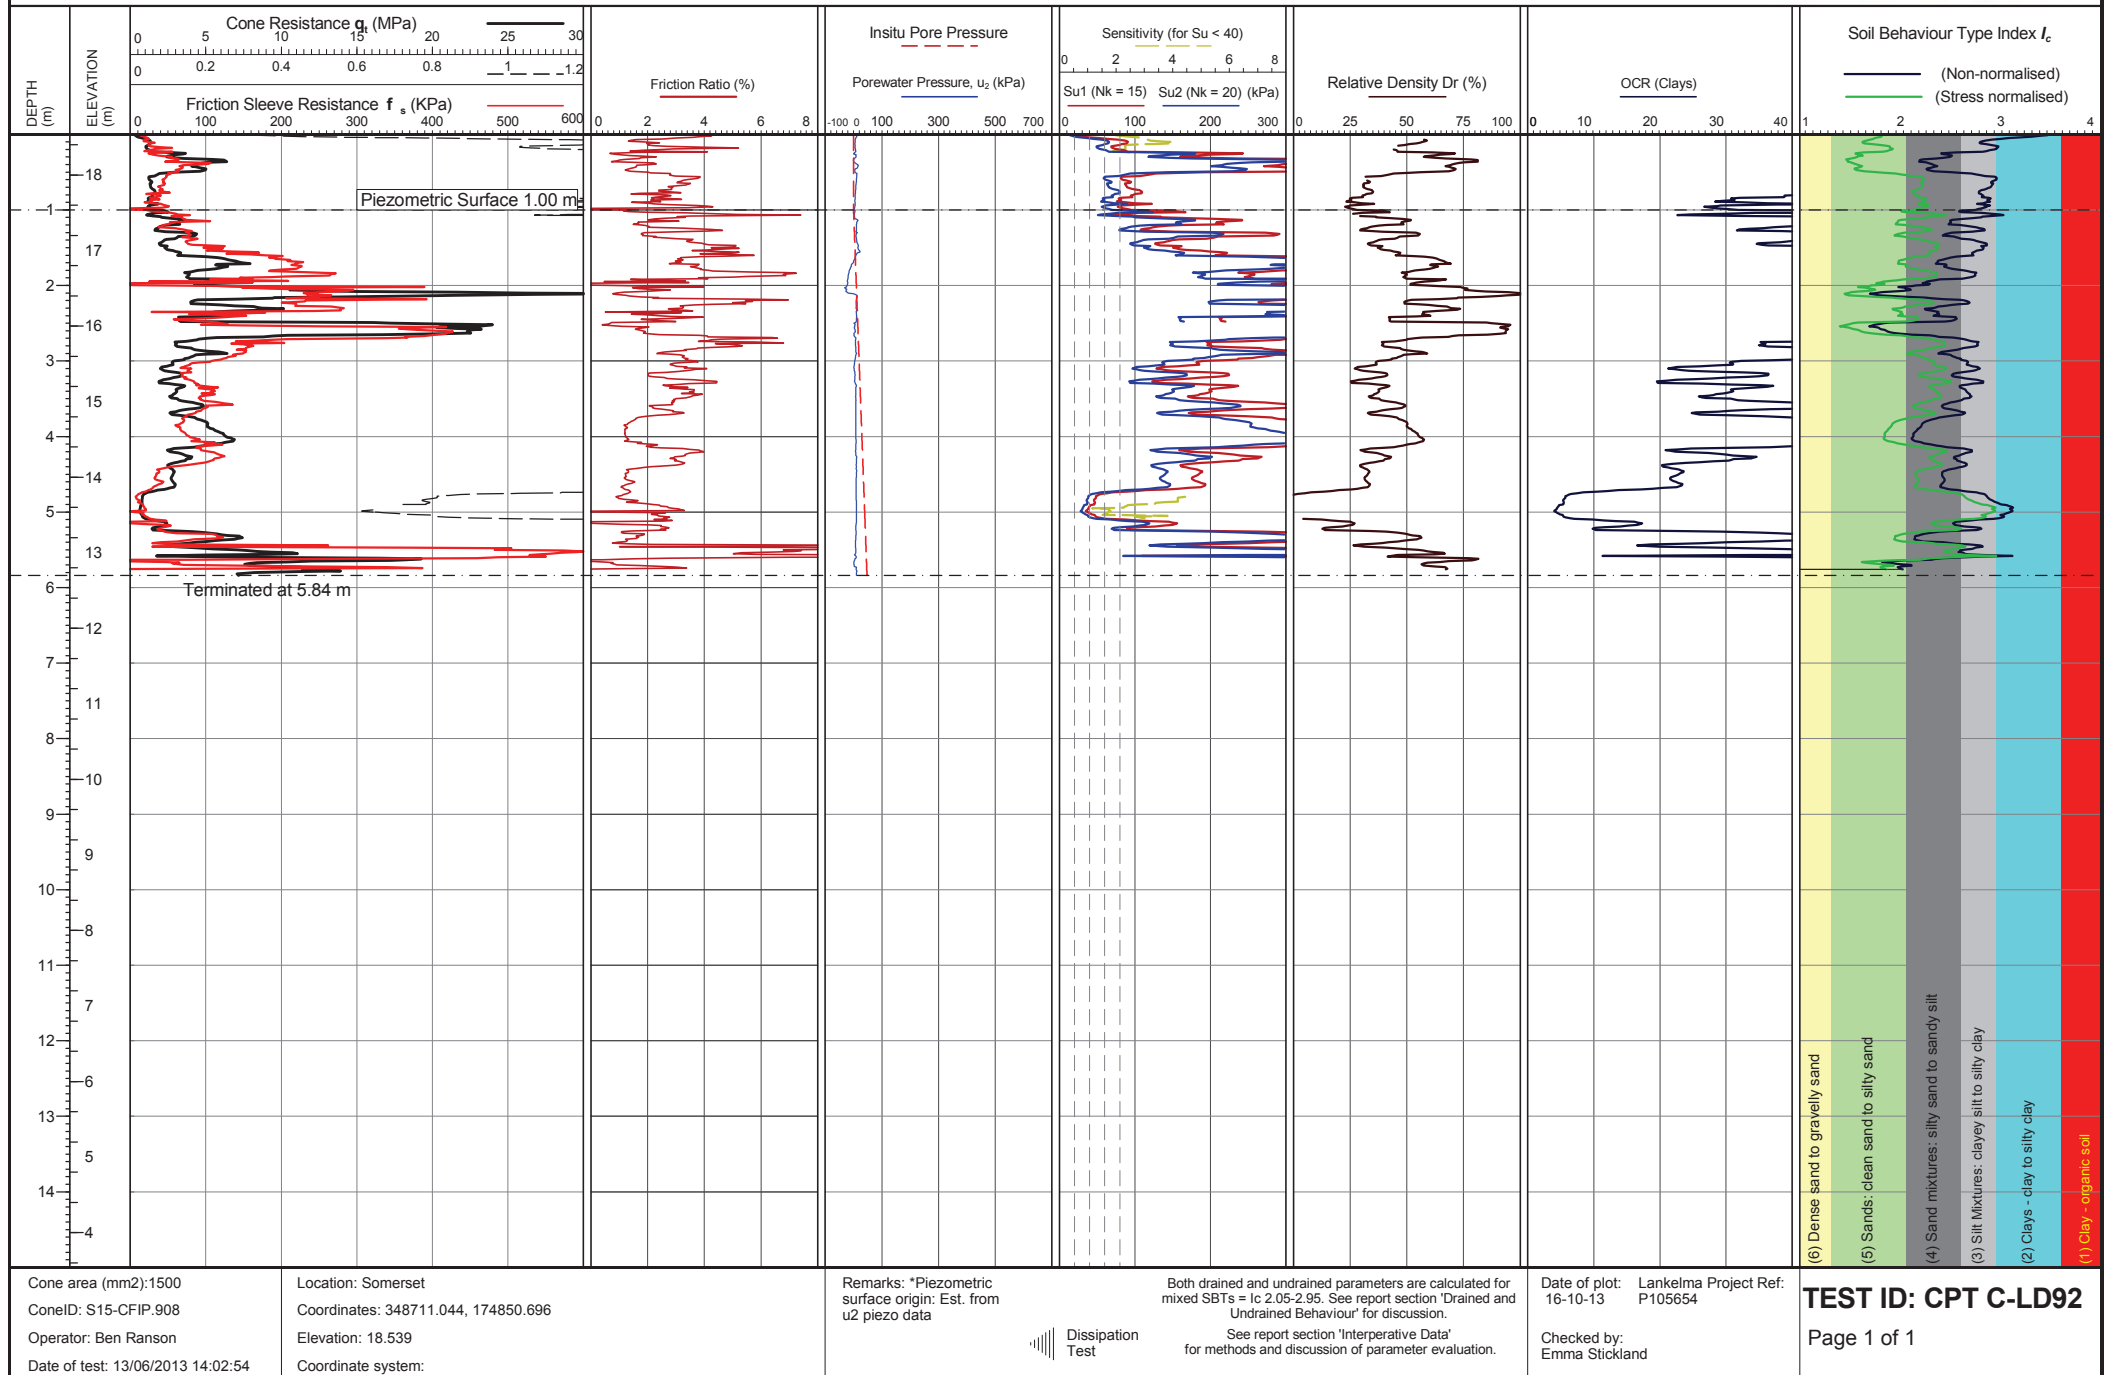 DEPTH (m)
ELEVATION (m)
Cone Resistance qt (MPa)
0 5 10 15 20 25 30
0 0.2 0.4 0.6 0.8 1 1.2
Friction Sleeve Resistance f s (KPa)
0 100 200 300 400 500 600
Friction Ratio (%)
0 2 4 6 8
Insitu Pore Pressure
Porewater Pressure, u2 (kPa)
-100 0 100 300 500 700
Sensitivity (for Su < 40)
0 2 4 6 8
Su1 (Nk = 15) Su2 (Nk = 20) (kPa)
0 100 200 300
Relative Density Dr (%)
0 25 50 75 100
OCR (Clays)
0 10 20 30 40
Soil Behaviour Type Index Ic
(Non-normalised)
(Stress normalised)
1 2 3 4
18
Piezometric Surface 1.00 m
1
17
2
16
3
15
4
14
5
13
6
Terminated at 5.84 m
12
7
11
8
10
9
9
10
8
11
7
12
6
13
5
14
4
(6) Dense sand to gravelly sand
(5) Sands: clean sand to silty sand
(4) Sand mixtures: silty sand to sandy silt
(3) Silt Mixtures: clayey silt to silty clay
(2) Clays - clay to silty clay
(1) Clay - organic soil
Cone area (mm2):1500
ConeID: S15-CFIP.908
Operator: Ben Ranson
Date of test: 13/06/2013 14:02:54
Location: Somerset
Coordinates: 348711.044, 174850.696
Elevation: 18.539
Coordinate system:
Remarks: *Piezometric
surface origin: Est. from
u2 piezo data
Dissipation
Test
Both drained and undrained parameters are calculated for
mixed SBTs = Ic 2.05-2.95. See report section 'Drained and
Undrained Behaviour' for discussion.
See report section 'Interperative Data'
for methods and discussion of parameter evaluation.
Date of plot:
16-10-13
Lankelma Project Ref:
P105654
Checked by:
Emma Stickland
TEST ID: CPT C-LD92
Page 1 of 1